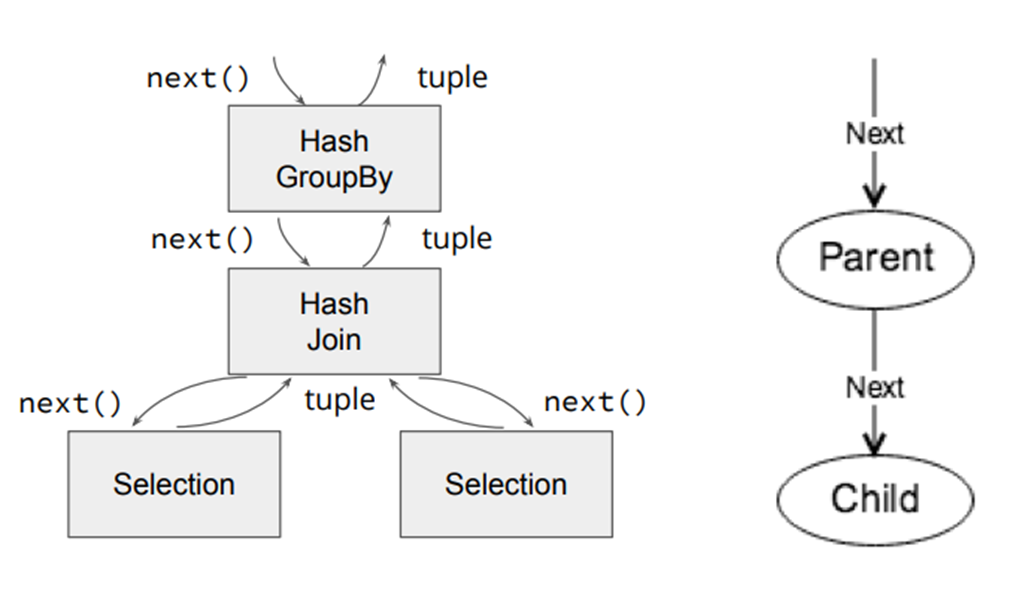 next()
tuple
Hash
GroupBy
next()
tuple
Hash
Join
next()
tuple
next()
Selection
Selection
Next
Parent
Next
Child